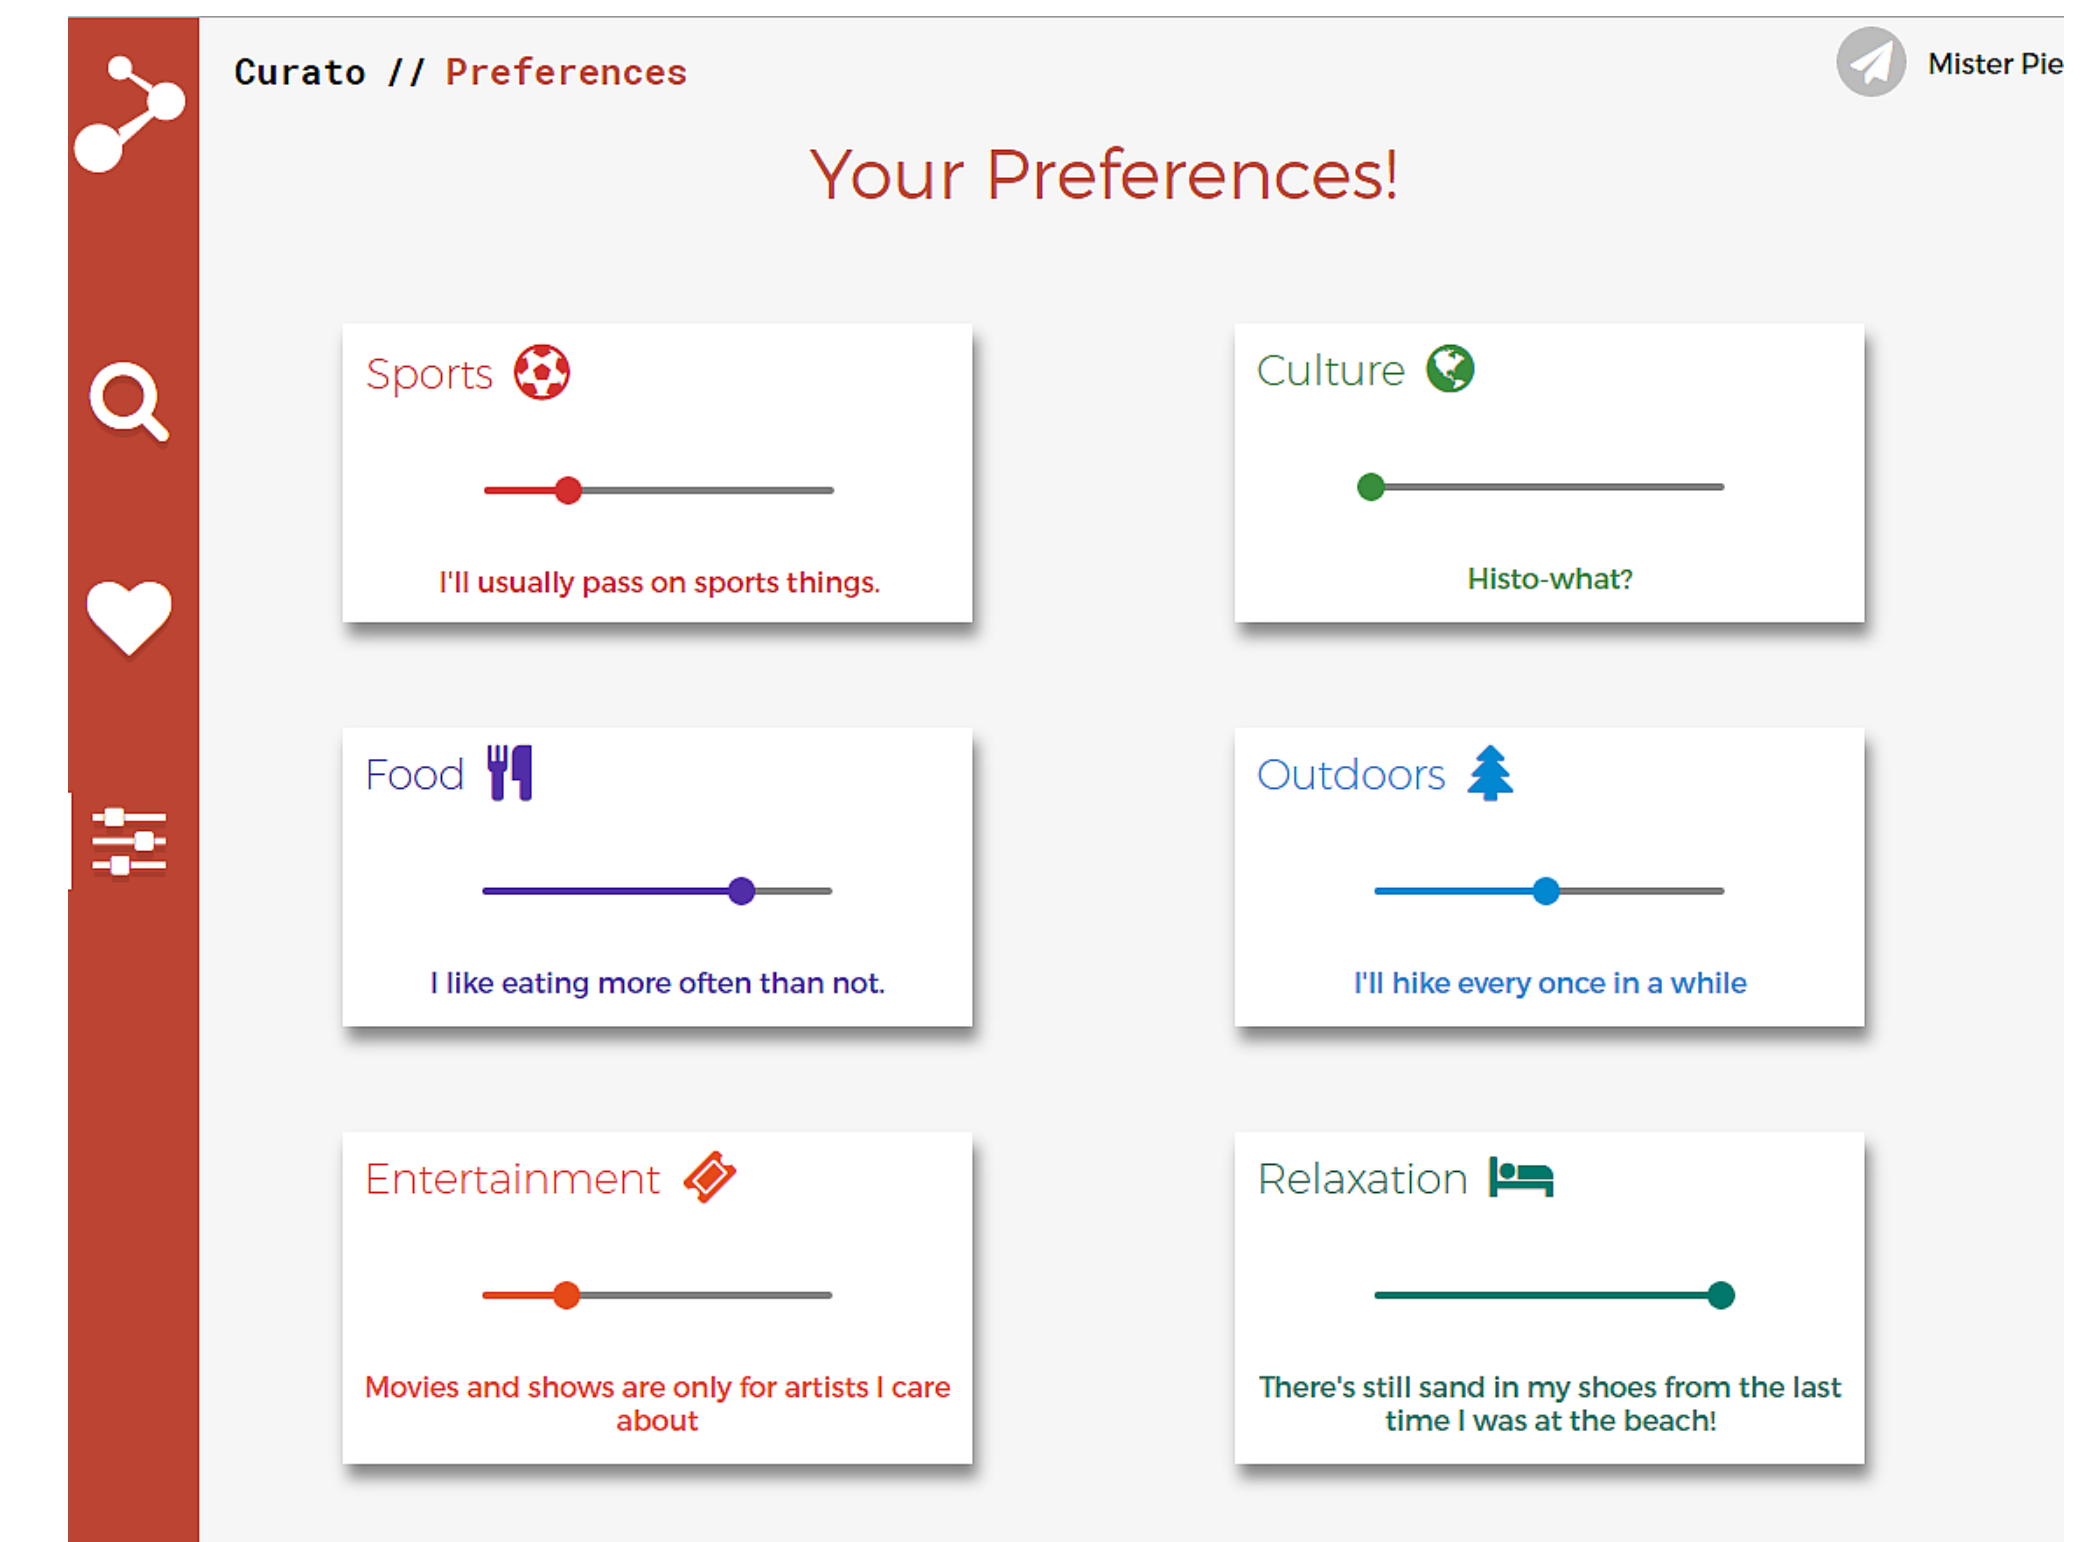 Curato // Preferences
Mister Pie
Your Preferences!
Sports
I'll usually pass on sports things.
Culture
Histo-what?
Food
I like eating more often than not.
Outdoors
I'll hike every once in a while
Entertainment
Movies and shows are only for artists I care
about
Relaxation
There's still sand in my shoes from the last
time I was at the beach!